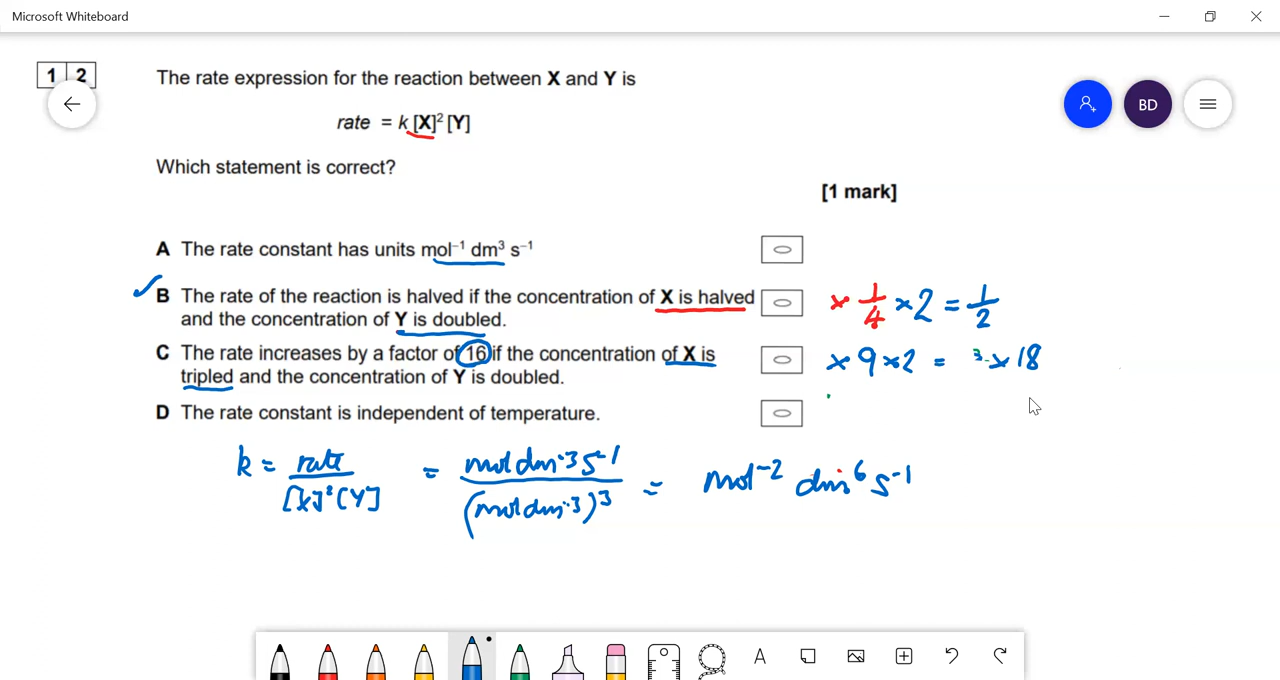 Microsoft Whiteboard
1 2
The rate expression for the reaction between X and Y is
BD
rate = k [X]² [Y]
Which statement is correct?
[1 mark]
A The rate constant has units mol⁻¹ dm³ s⁻¹
B The rate of the reaction is halved if the concentration of X is halved
and the concentration of Y is doubled.
× 1/4 × 2 = 1/2
C The rate increases by a factor of 16 if the concentration of X is
tripled and the concentration of Y is doubled.
× 9 × 2 = × 18
D The rate constant is independent of temperature.
k = rate / [X]² [Y] = mol dm⁻³ s⁻¹ / (mol dm⁻³)³ = mol⁻² dm⁶ s⁻¹
A